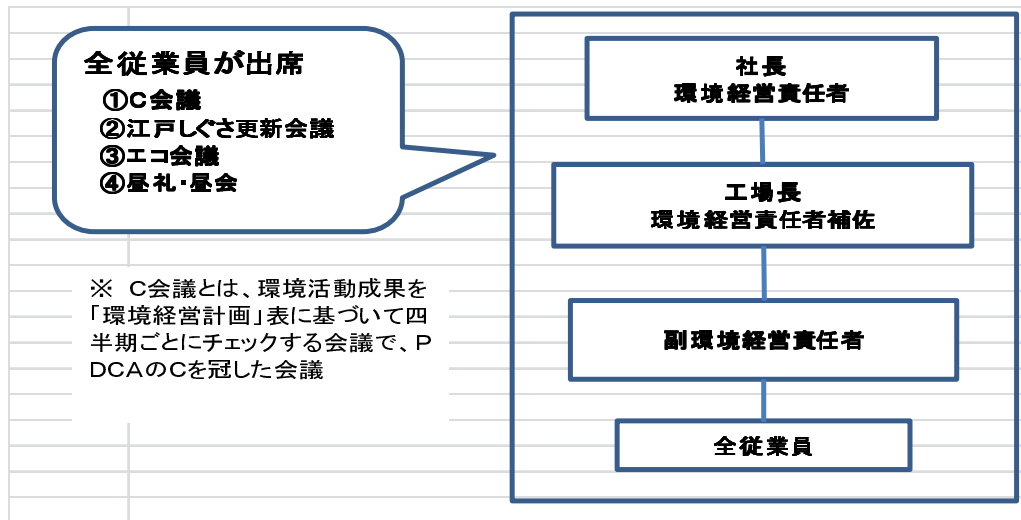 全従業員が出席
①C会議
②江戸しぐさ更新会議
③エコ会議
④昼礼・昼会
※ C会議とは、環境活動成果を
「環境経営計画」表に基づいて四
半期ごとにチェックする会議で、P
DCAのCを冠した会議
社長
環境経営責任者
工場長
環境経営責任者補佐
副環境経営責任者
全従業員